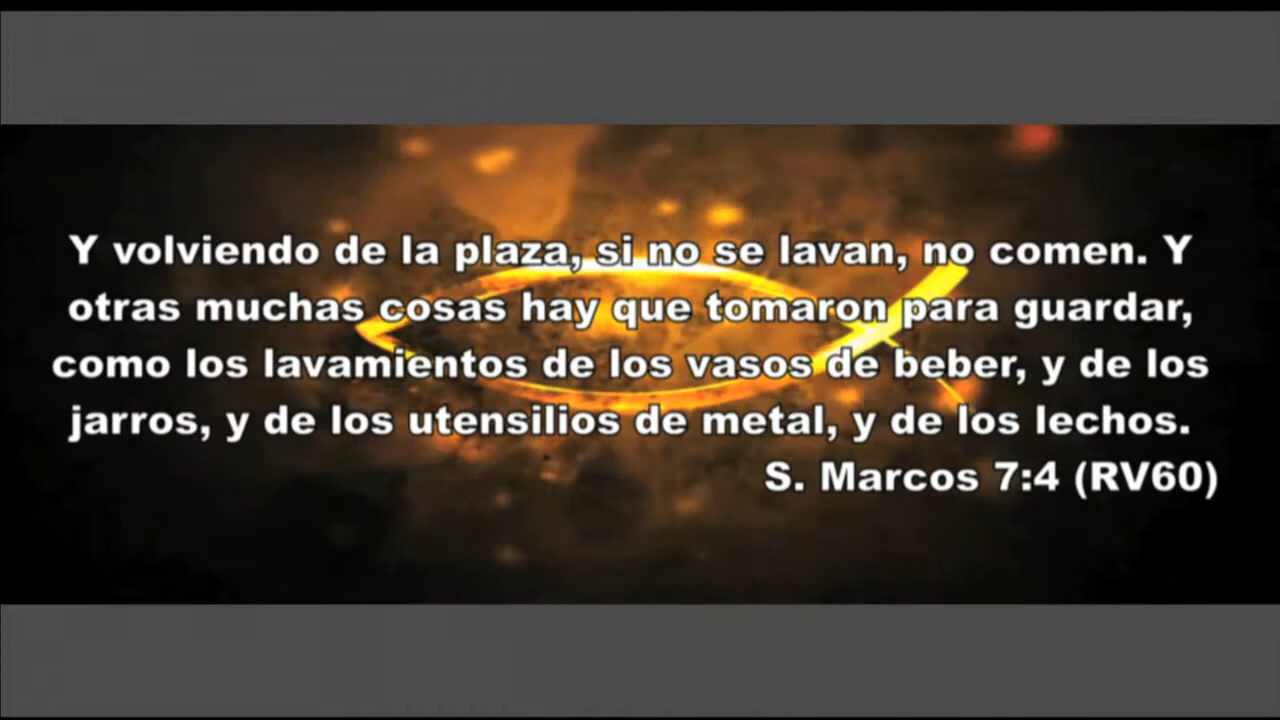 Y volviendo de la plaza, si no se lavan, no comen. Y
otras muchas cosas hay que tomaron para guardar,
como los lavamientos de los vasos de beber, y de los
jarros, y de los utensilios de metal, y de los lechos.
S. Marcos 7:4 (RV60)